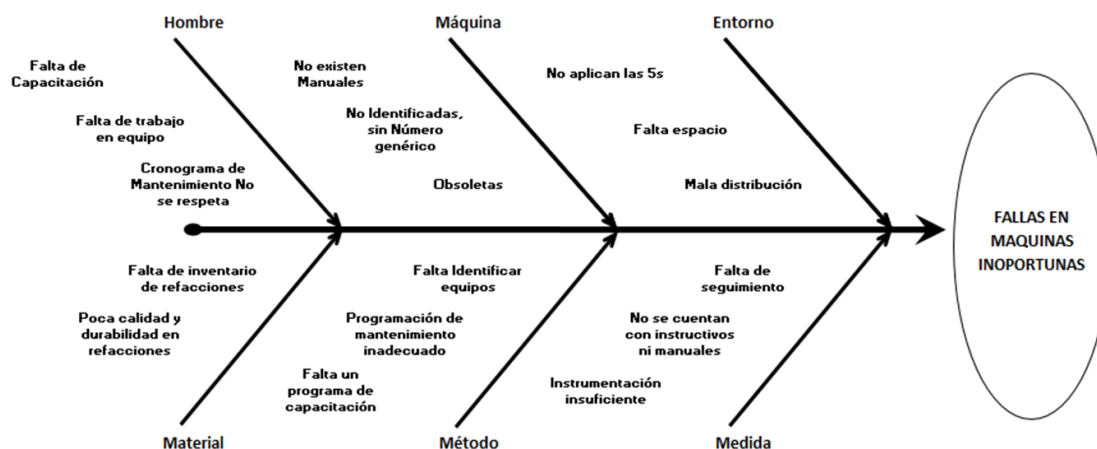 Hombre
Máquina
Entorno
Falta de
Capacitación
No existen
Manuales
No aplican las 5s
Falta de trabajo
en equipo
No Identificadas,
sin Número
genérico
Falta espacio
Cronograma de
Mantenimiento No
se respeta
Obsoletas
Mala distribución
FALLAS EN
MAQUINAS
INOPORTUNAS
Falta de inventario
de refacciones
Falta Identificar
equipos
Falta de
seguimiento
Poca calidad y
durabilidad en
refacciones
Programación de
mantenimiento
inadecuado
No se cuentan
con instructivos
ni manuales
Falta un
programa de
capacitación
Instrumentación
insuficiente
Material
Método
Medida